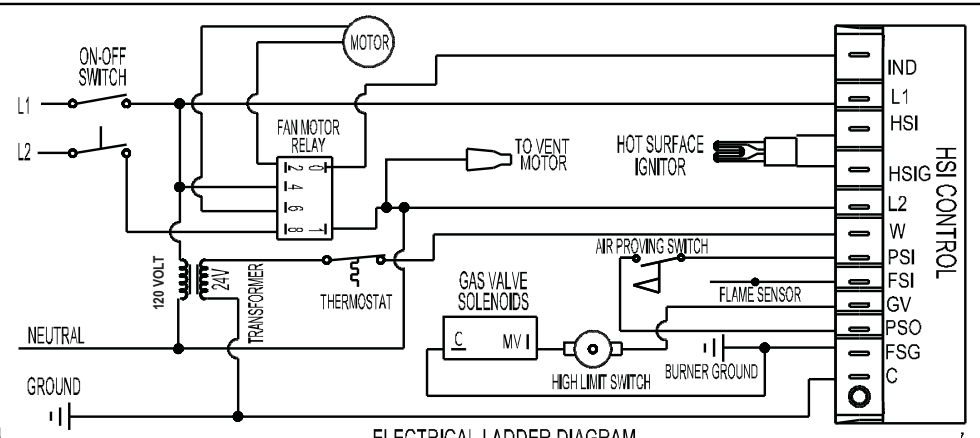 MOTOR
ON-OFF
SWITCH
IND
L1
L1
HSI
FAN MOTOR
RELAY
TO VENT
MOTOR
HOT SURFACE
IGNITOR
L2
2
0
4
6
8
1
HSIG
L2
HSI CONTROL
W
AIR PROVING SWITCH
PSI
120 VOLT
24V
TRANSFORMER
THERMOSTAT
GAS VALVE
SOLENOIDS
FLAME SENSOR
FSI
GV
PSO
NEUTRAL
C
MV I
HIGH LIMIT SWITCH
BURNER GROUND
FSG
C
GROUND
ELECTRICAL LADDER DIAGRAM